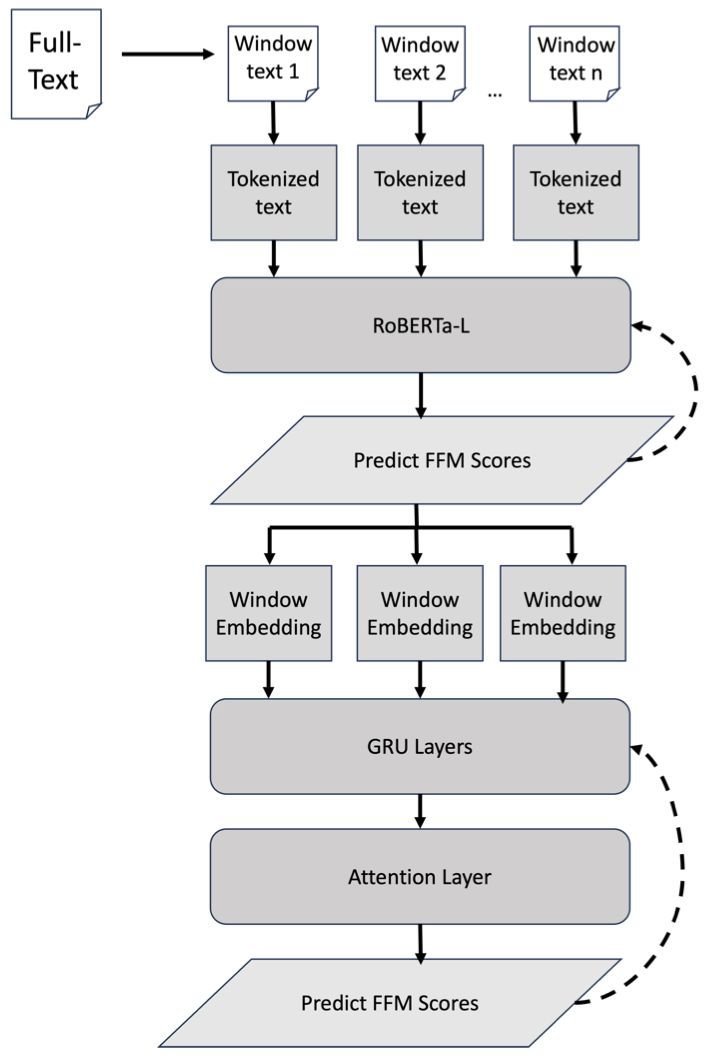 Full-
Text
Window
text 1
Window
text 2
...
Window
text n
Tokenized
text
Tokenized
text
Tokenized
text
RoBERTa-L
Predict FFM Scores
Window
Embedding
Window
Embedding
Window
Embedding
GRU Layers
Attention Layer
Predict FFM Scores